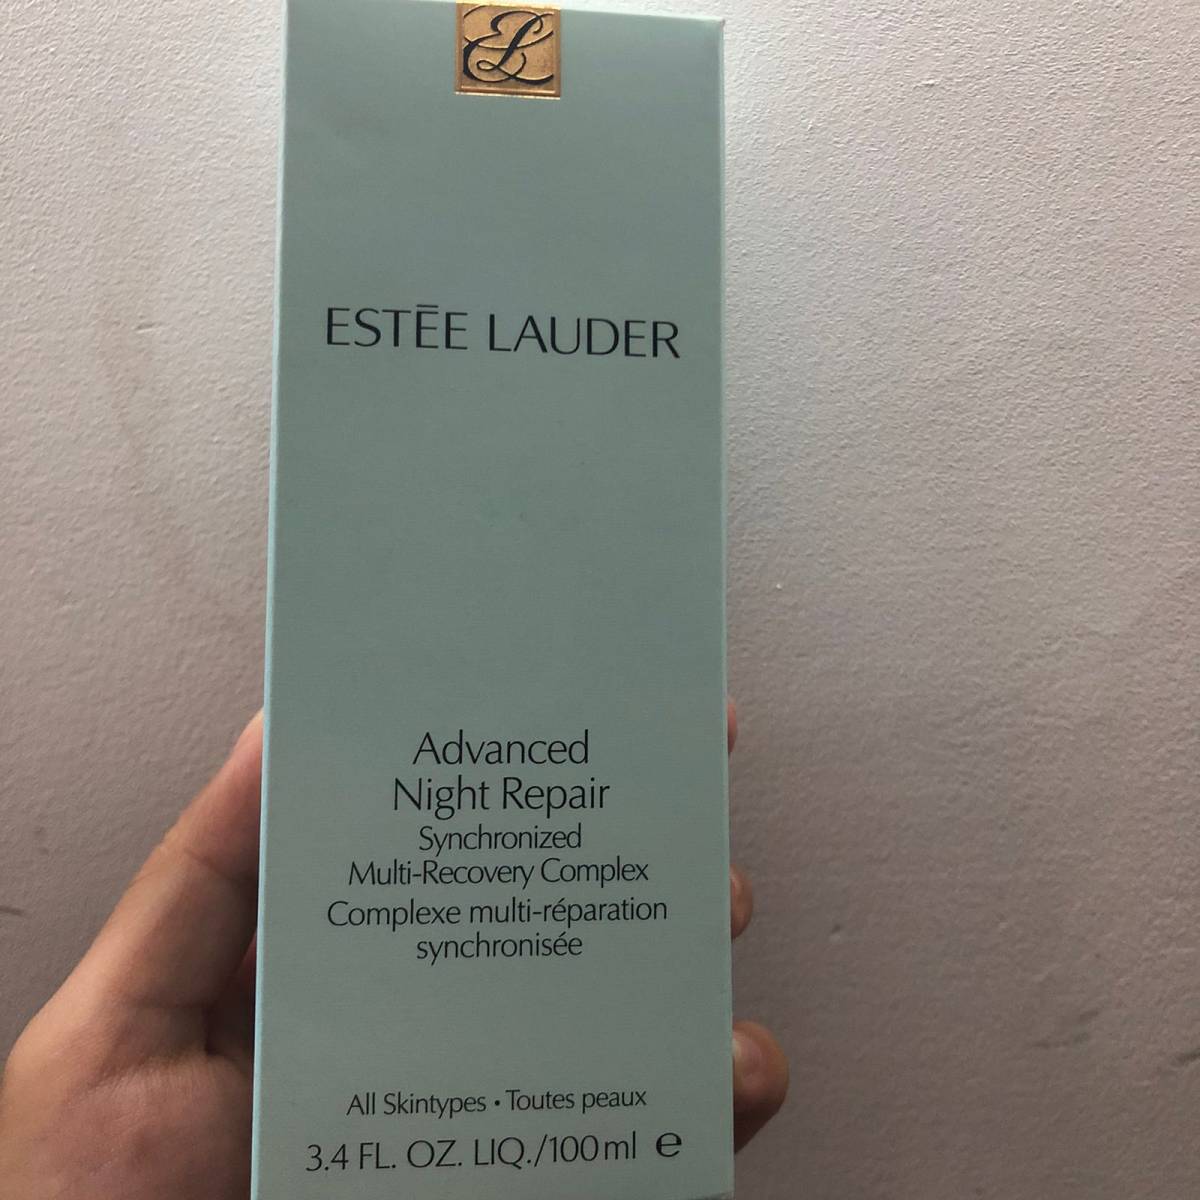 EL
ESTĒE LAUDER
Advanced
Night Repair
Synchronized
Multi-Recovery Complex
Complexe multi-réparation
synchronisée
All Skintypes • Toutes peaux
3.4 FL. OZ. LIQ./100ml ℮